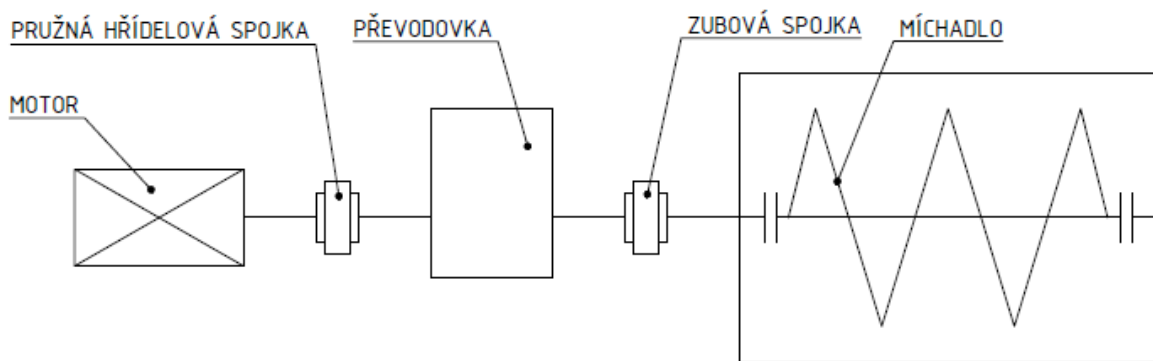 PRUŽNÁ HŘÍDELOVÁ SPOJKA
PŘEVODOVKA
ZUBOVÁ SPOJKA
MÍCHADLO
MOTOR